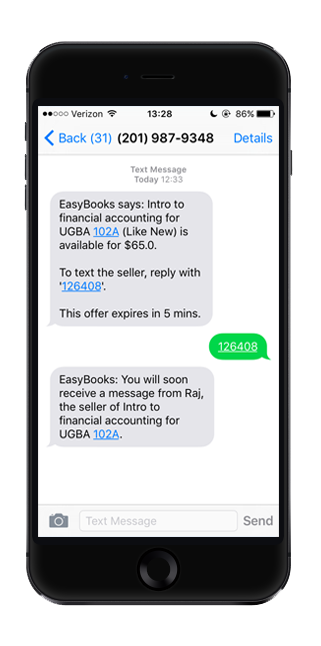 Verizon 13:28 86%
Back (31) (201) 987-9348 Details
Text Message
Today 12:33
EasyBooks says: Intro to
financial accounting for
UGBA 102A (Like New) is
available for $65.0.
To text the seller, reply with
'126408'.
This offer expires in 5 mins.
126408
EasyBooks: You will soon
receive a message from Raj,
the seller of Intro to
financial accounting for
UGBA 102A.
Text Message Send